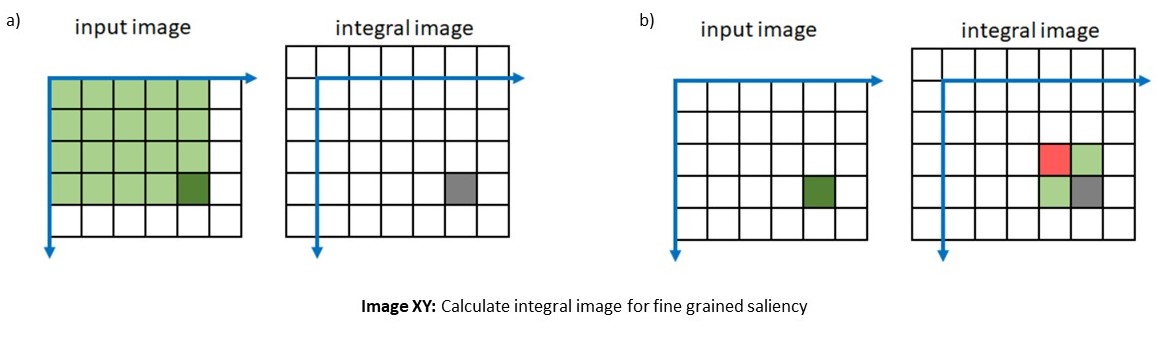 a)
input image
integral image
b)
input image
integral image
Image XY: Calculate integral image for fine grained saliency